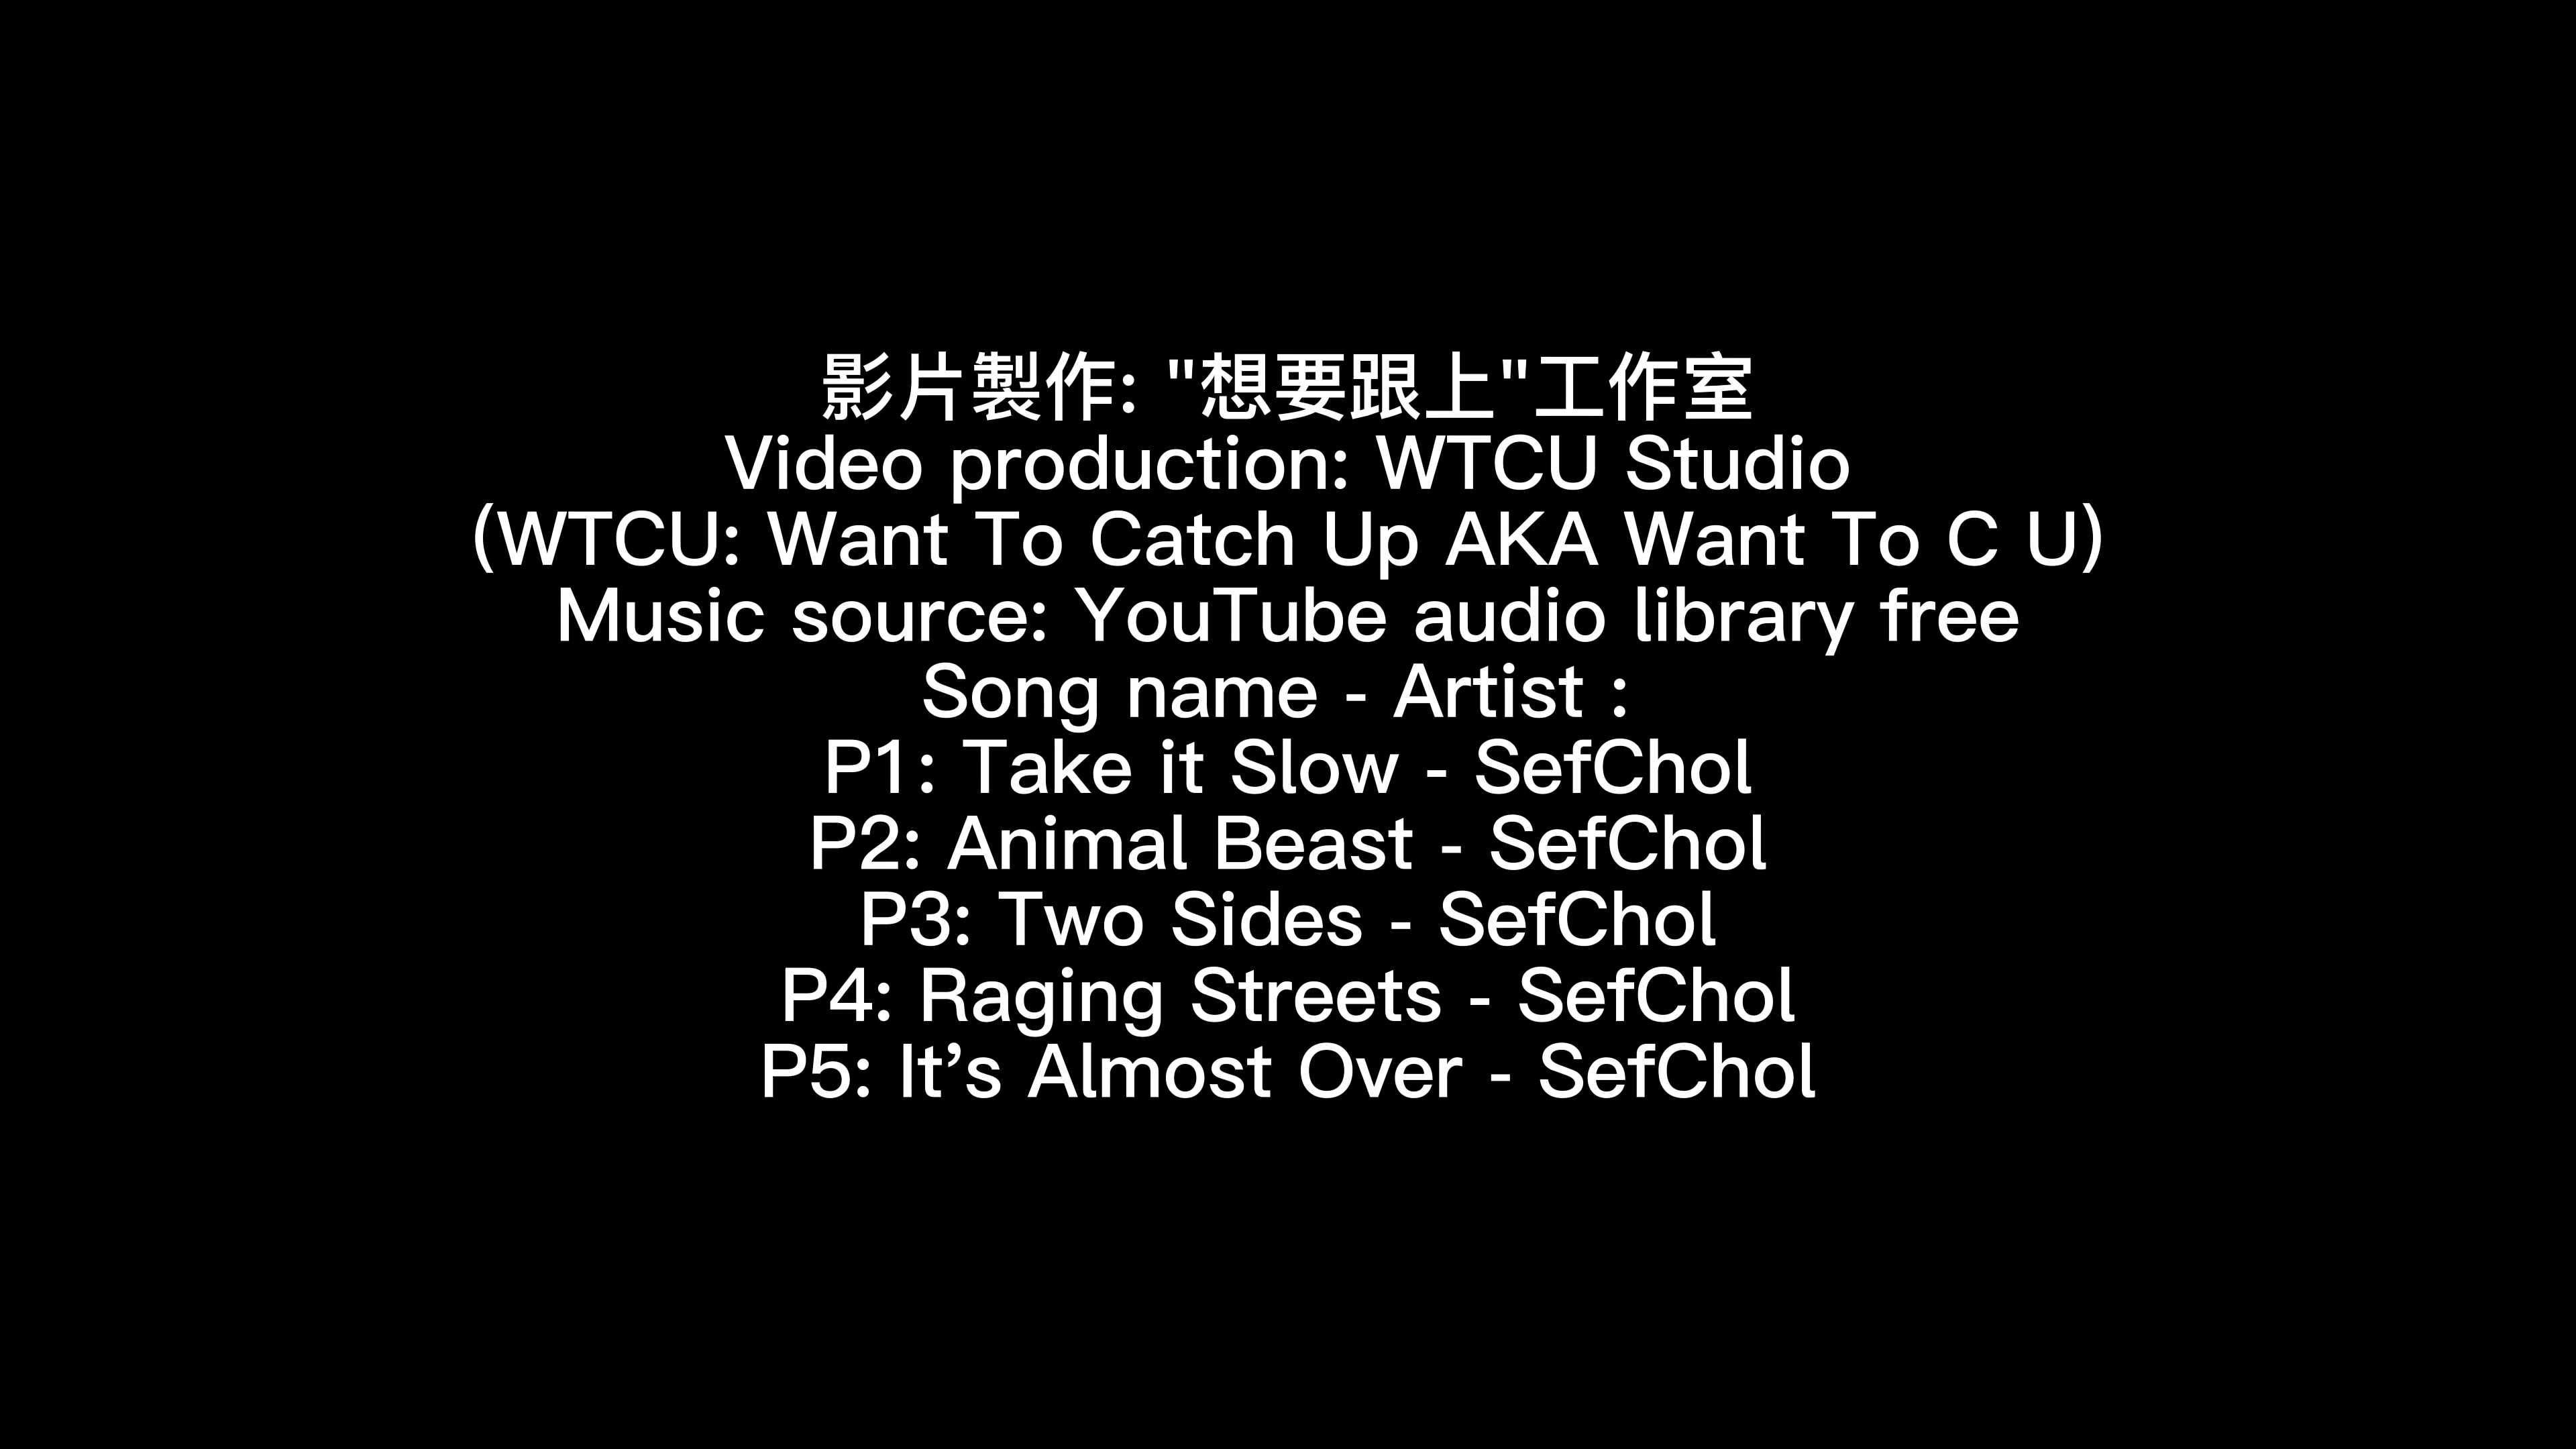 影片製作: "想要跟上"工作室
Video production: WTCU Studio
(WTCU: Want To Catch Up AKA Want To C U)
Music source: YouTube audio library free
Song name - Artist :
P1: Take it Slow - SefChol
P2: Animal Beast - SefChol
P3: Two Sides - SefChol
P4: Raging Streets - SefChol
P5: It’s Almost Over - SefChol